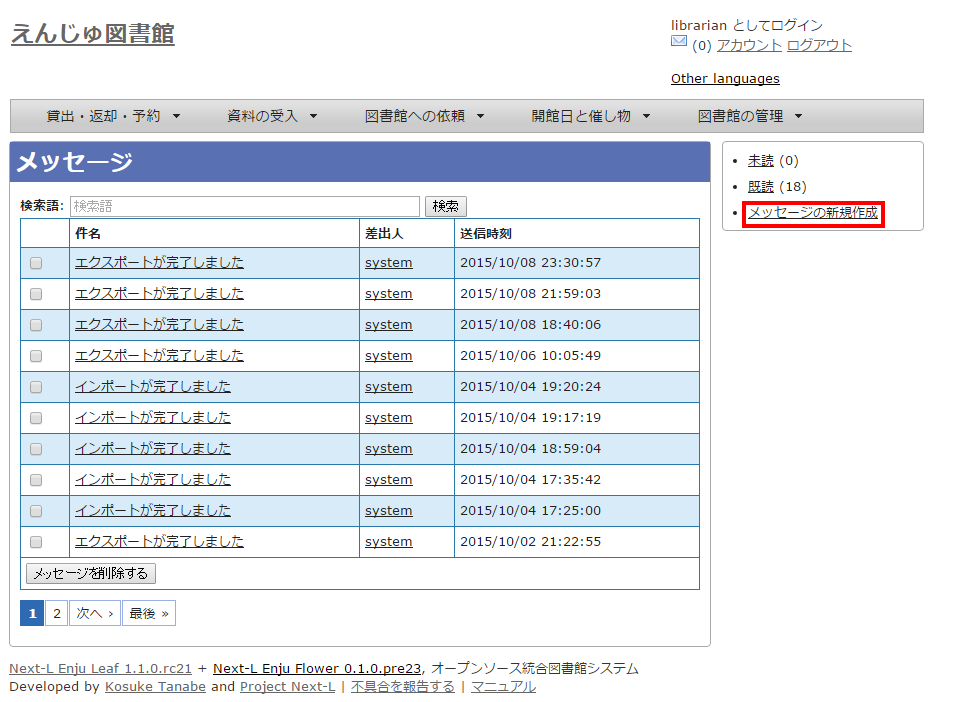 えんじゅ図書館
librarian としてログイン
(0) アカウント ログアウト
Other languages
貸出・返却・予約 ▼ 資料の受入 ▼ 図書館への依頼 ▼ 開館日と催し物 ▼ 図書館の管理 ▼
メッセージ
検索語: 検索語 検索
件名 差出人 送信時刻
エクスポートが完了しました system 2015/10/08 23:30:57
エクスポートが完了しました system 2015/10/08 21:59:03
エクスポートが完了しました system 2015/10/08 18:40:06
エクスポートが完了しました system 2015/10/06 10:05:49
インポートが完了しました system 2015/10/04 19:20:24
インポートが完了しました system 2015/10/04 19:17:19
インポートが完了しました system 2015/10/04 18:59:04
インポートが完了しました system 2015/10/04 17:35:42
インポートが完了しました system 2015/10/04 17:25:00
エクスポートが完了しました system 2015/10/02 21:22:55
メッセージを削除する
1 2 次へ › 最後 »
• 未読 (0)
• 既読 (18)
• メッセージの新規作成
Next-L Enju Leaf 1.1.0.rc21 + Next-L Enju Flower 0.1.0.pre23, オープンソース統合図書館システム
Developed by Kosuke Tanabe and Project Next-L | 不具合を報告する | マニュアル